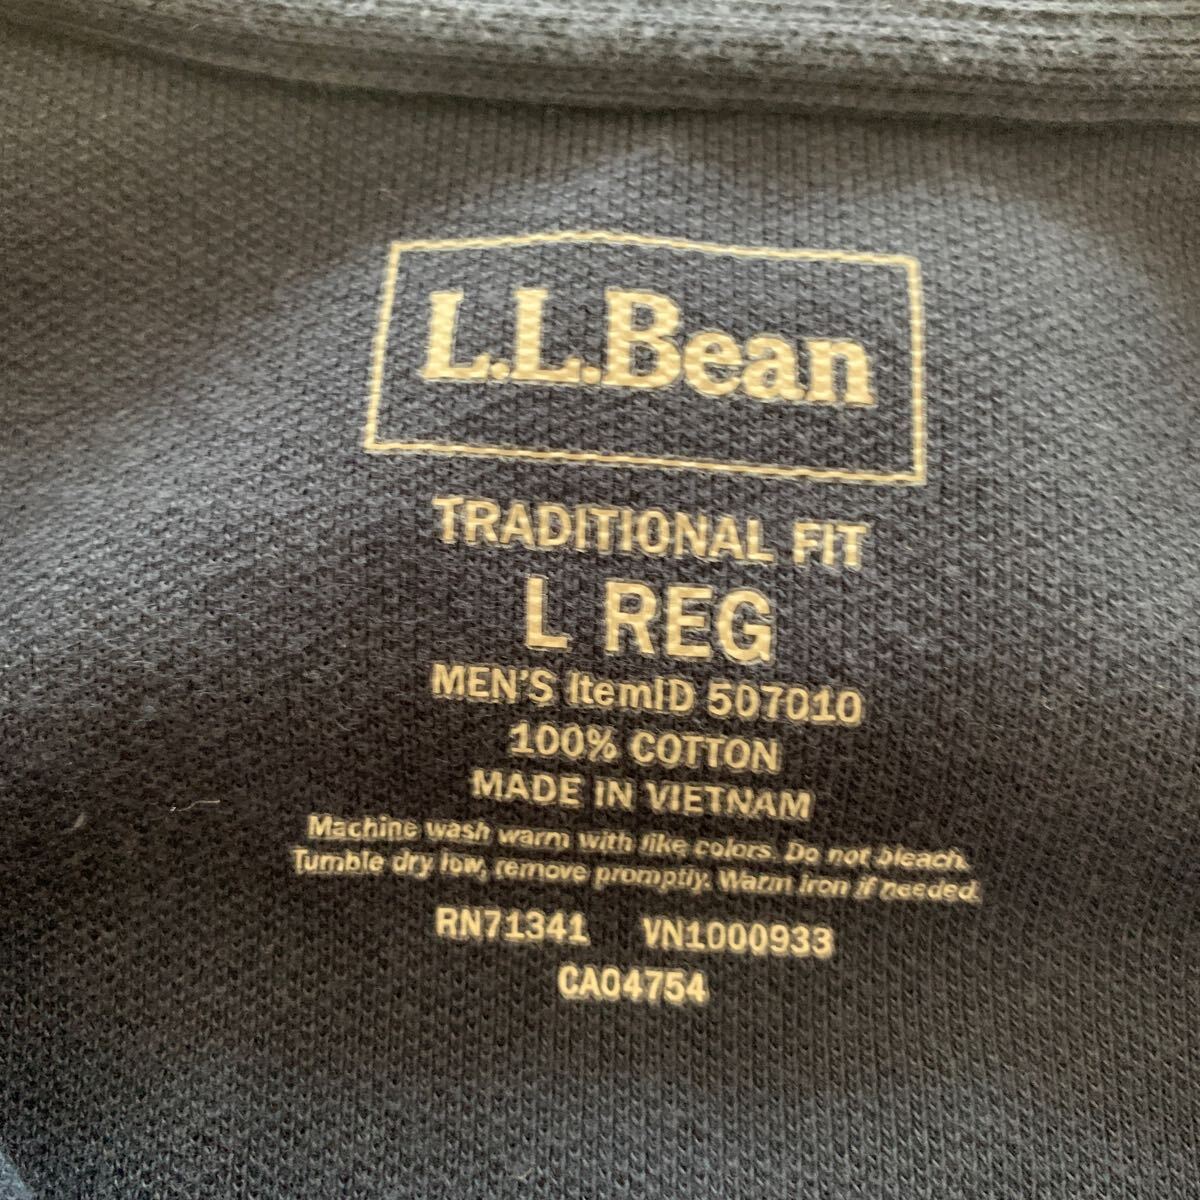 L.L.Bean
TRADITIONAL FIT
L REG
MEN'S ItemID 507010
100% COTTON
MADE IN VIETNAM
Machine wash warm with like colors. Do not bleach.
Tumble dry low, remove promptly. Warm iron if needed.
RN71341 VN1000933
CA04754